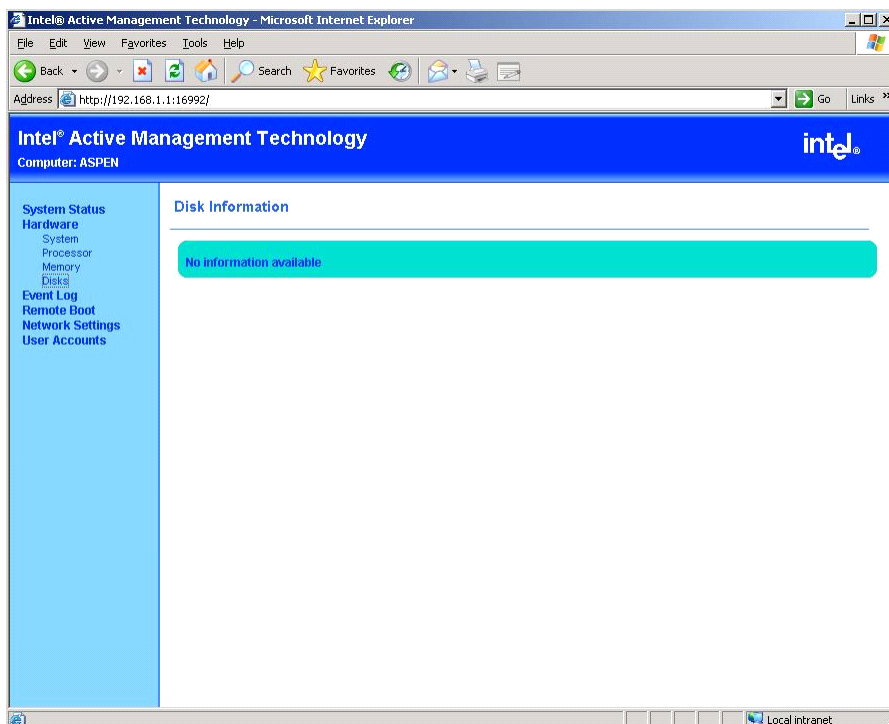 Intel® Active Management Technology - Microsoft Internet Explorer
File Edit View Favorites Tools Help
Back Search Favorites
Address http://192.168.1.1:16992/ Go Links »
Intel® Active Management Technology
Computer: ASPEN
intel®
System Status
Hardware
System
Processor
Memory
Disks
Event Log
Remote Boot
Network Settings
User Accounts
Disk Information
No information available
Local intranet